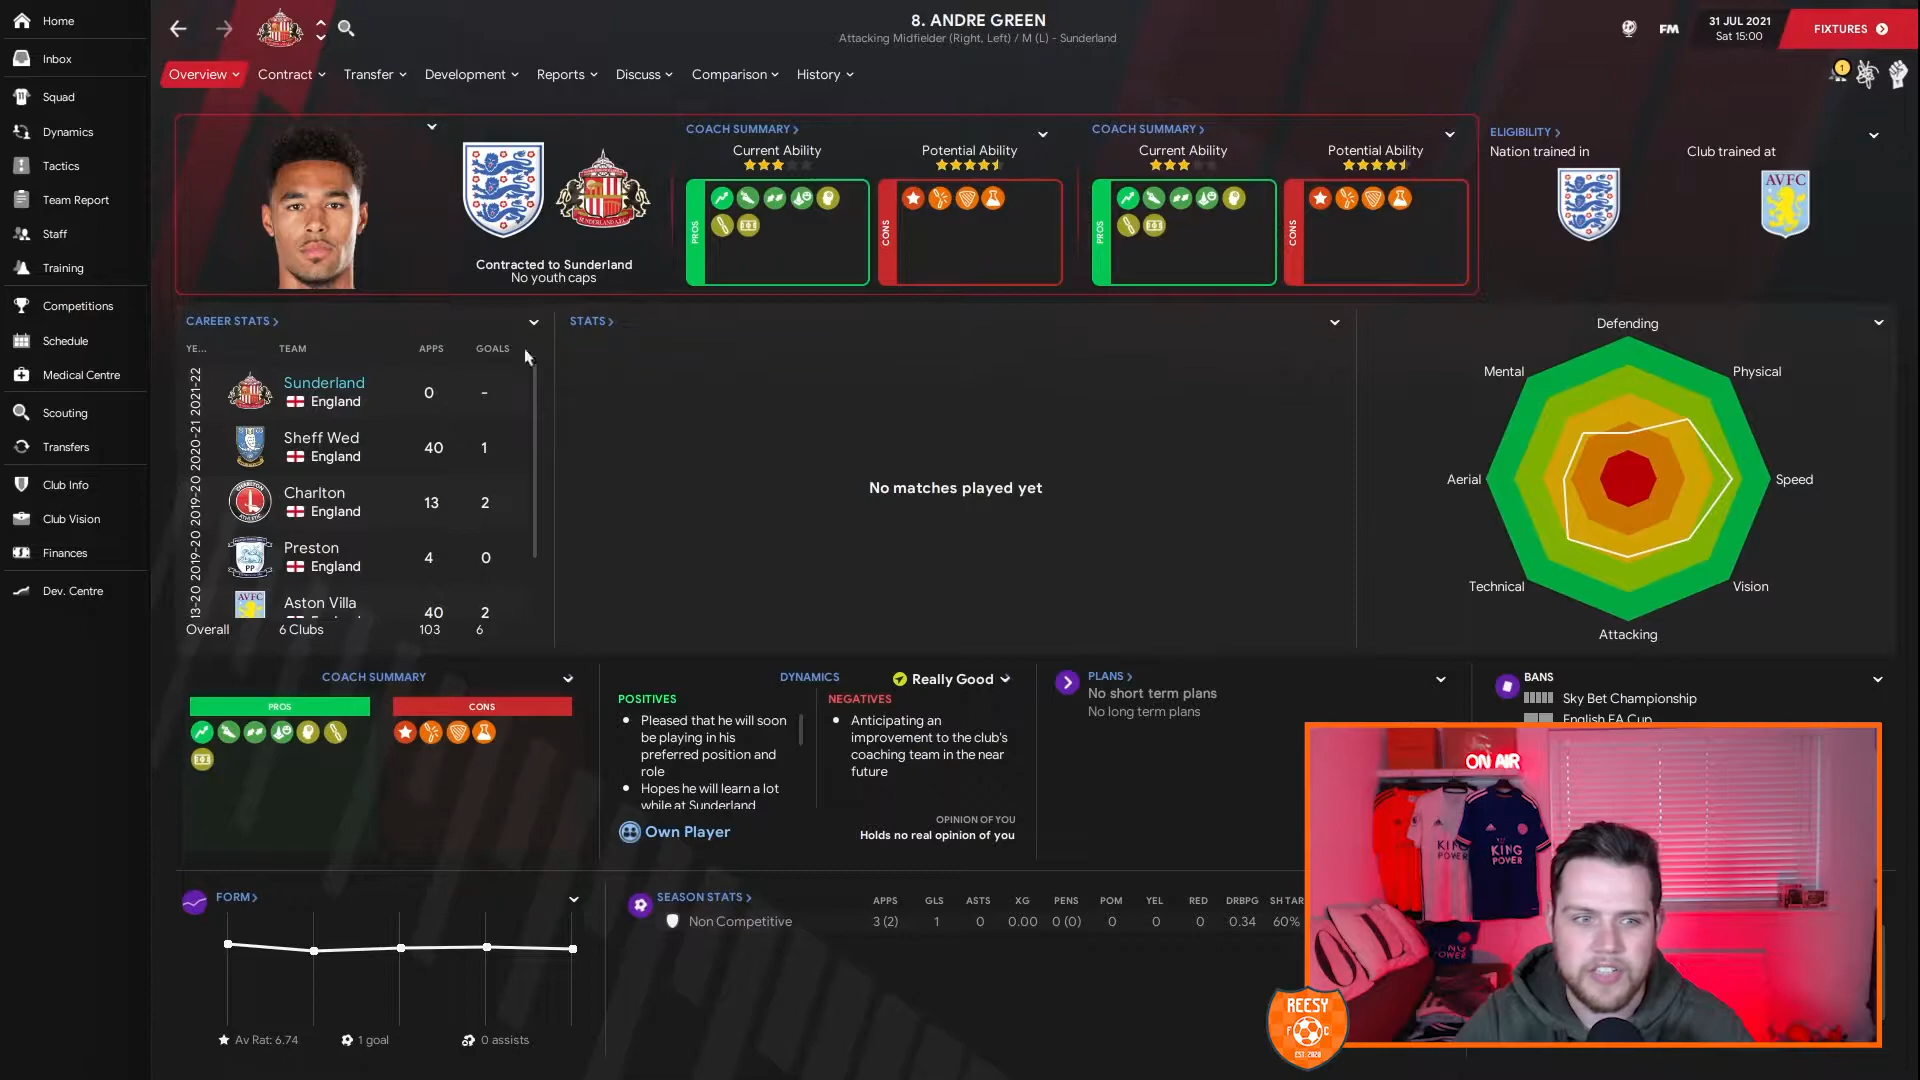 Home
Inbox
Squad
Dynamics
Tactics
Team Report
Staff
Training
Competitions
Schedule
Medical Centre
Scouting
Transfers
Club Info
Club Vision
Finances
Dev. Centre
8. ANDRE GREEN
Attacking Midfielder (Right, Left) / M (L) - Sunderland
FM
31 JUL 2021
Sat 15:00
FIXTURES
Overview
Contract
Transfer
Development
Reports
Discuss
Comparison
History
1
Contracted to Sunderland
No youth caps
COACH SUMMARY >
Current Ability
Potential Ability
PROS
CONS
COACH SUMMARY >
Current Ability
Potential Ability
PROS
CONS
ELIGIBILITY >
Nation trained in
Club trained at
AVFC
CAREER STATS >
YE... TEAM APPS GOALS
2021-22 Sunderland 0 -
England
2020-21 Sheff Wed 40 1
England
2019-20 Charlton 13 2
England
2019-20 Preston 4 0
England
PP
13-20 Aston Villa 40 2
AVFC
Overall 6 Clubs 103 6
STATS >
No matches played yet
Defending
Mental
Physical
Aerial
Speed
Technical
Vision
Attacking
COACH SUMMARY
PROS
CONS
DYNAMICS
Really Good
POSITIVES
Pleased that he will soon
be playing in his
preferred position and
role
Hopes he will learn a lot
while at Sunderland
Own Player
NEGATIVES
Anticipating an
improvement to the club's
coaching team in the near
future
OPINION OF YOU
Holds no real opinion of you
PLANS >
No short term plans
No long term plans
BANS
Sky Bet Championship
English FA Cup
FORM >
Av Rat: 6.74
1 goal
0 assists
SEASON STATS >
APPS GLS ASTS XG PENS POM YEL RED DRBPG SH TAR
Non Competitive 3 (2) 1 0 0.00 0 (0) 0 0 0 0.34 60%
ON AIR
KING
POWER
REESY
F C
EST. 2020